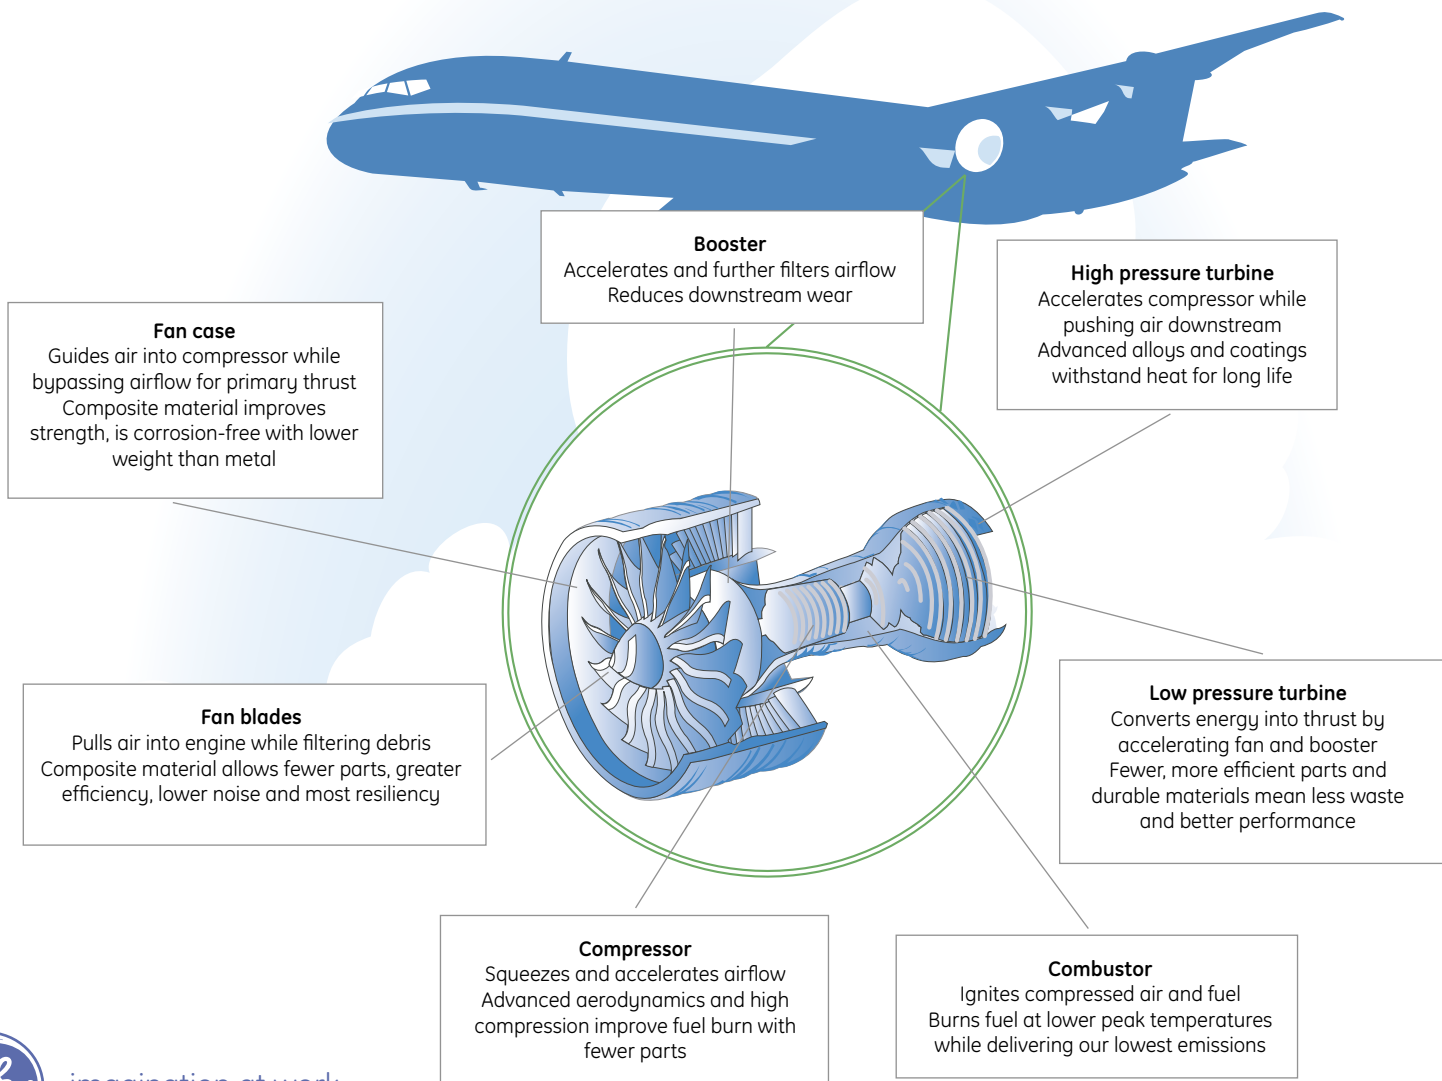 Booster
Accelerates and further filters airflow
Reduces downstream wear
High pressure turbine
Accelerates compressor while
pushing air downstream
Advanced alloys and coatings
withstand heat for long life
Fan case
Guides air into compressor while
bypassing airflow for primary thrust
Composite material improves
strength, is corrosion-free with lower
weight than metal
Fan blades
Pulls air into engine while filtering debris
Composite material allows fewer parts, greater
efficiency, lower noise and most resiliency
Low pressure turbine
Converts energy into thrust by
accelerating fan and booster
Fewer, more efficient parts and
durable materials mean less waste
and better performance
Compressor
Squeezes and accelerates airflow
Advanced aerodynamics and high
compression improve fuel burn with
fewer parts
Combustor
Ignites compressed air and fuel
Burns fuel at lower peak temperatures
while delivering our lowest emissions
imagination at work